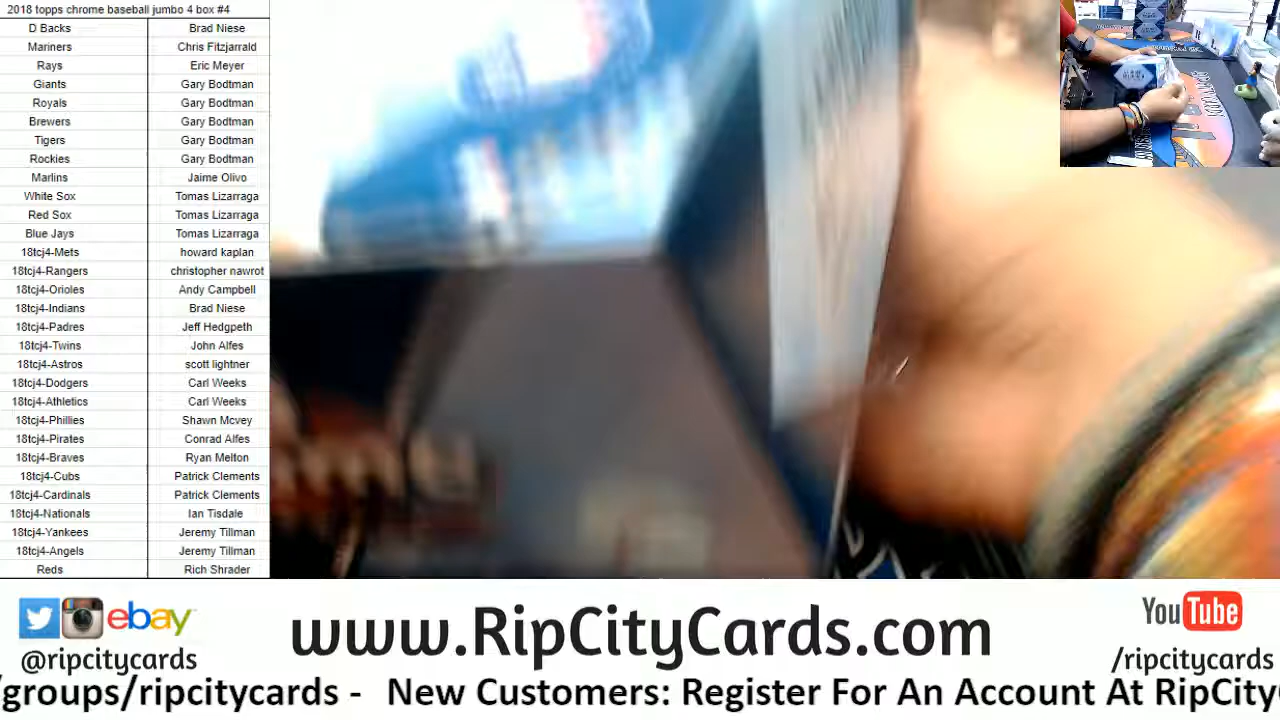 2018 topps chrome baseball jumbo 4 box #4
D Backs Brad Niese
Mariners Chris Fitzjarrald
Rays Eric Meyer
Giants Gary Bodtman
Royals Gary Bodtman
Brewers Gary Bodtman
Tigers Gary Bodtman
Rockies Gary Bodtman
Marlins Jaime Olivo
White Sox Tomas Lizarraga
Red Sox Tomas Lizarraga
Blue Jays Tomas Lizarraga
18tcj4-Mets howard kaplan
18tcj4-Rangers christopher nawrot
18tcj4-Orioles Andy Campbell
18tcj4-Indians Brad Niese
18tcj4-Padres Jeff Hedgpeth
18tcj4-Twins John Alfes
18tcj4-Astros scott lightner
18tcj4-Dodgers Carl Weeks
18tcj4-Athletics Carl Weeks
18tcj4-Phillies Shawn Mcvey
18tcj4-Pirates Conrad Alfes
18tcj4-Braves Ryan Melton
18tcj4-Cubs Patrick Clements
18tcj4-Cardinals Patrick Clements
18tcj4-Nationals Ian Tisdale
18tcj4-Yankees Jeremy Tillman
18tcj4-Angels Jeremy Tillman
Reds Rich Shrader
ebay
@ripcitycards
www.RipCityCards.com
YouTube
/ripcitycards
/groups/ripcitycards - New Customers: Register For An Account At RipCity